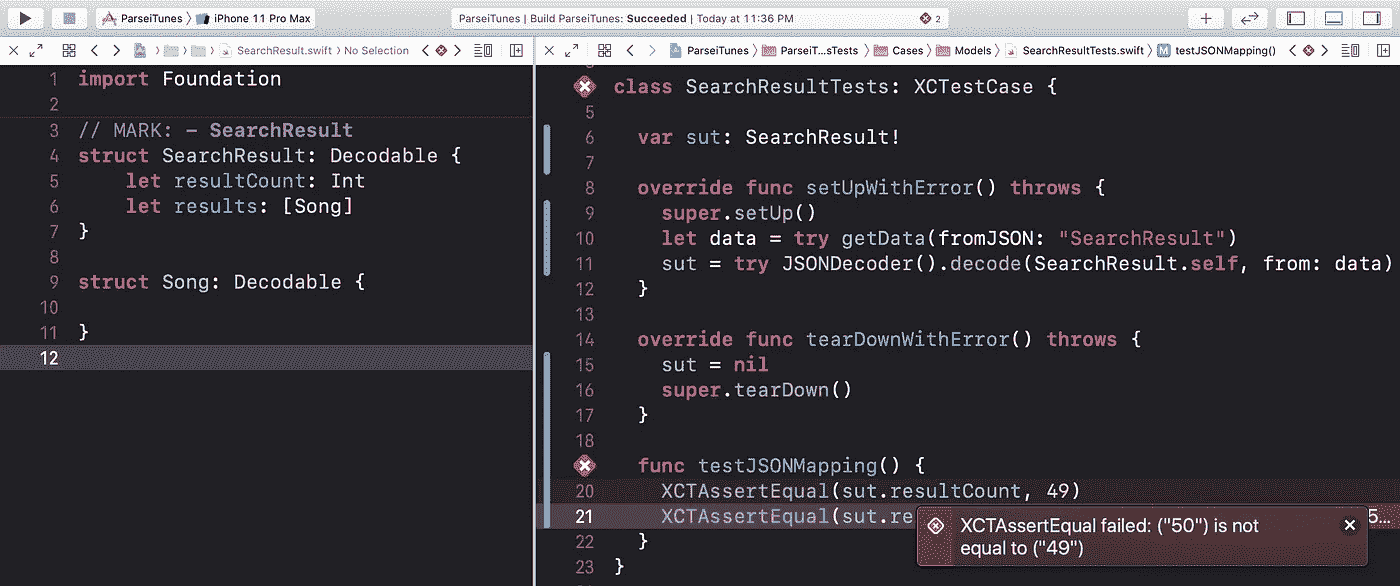 ParseiTunes iPhone 11 Pro Max
ParseiTunes | Build ParseiTunes: Succeeded | Today at 11:36 PM 2
SearchResult.swift No Selection
ParseiTunes ParseiT...sTests Cases Models SearchResultTests.swift M testJSONMapping()
1 import Foundation
2
3 // MARK: - SearchResult
4 struct SearchResult: Decodable {
5 let resultCount: Int
6 let results: [Song]
7 }
8
9 struct Song: Decodable {
10
11 }
12
class SearchResultTests: XCTestCase {
5
6 var sut: SearchResult!
7
8 override func setUpWithError() throws {
9 super.setUp()
10 let data = try getData(fromJSON: "SearchResult")
11 sut = try JSONDecoder().decode(SearchResult.self, from: data)
12 }
13
14 override func tearDownWithError() throws {
15 sut = nil
16 super.tearDown()
17 }
18
func testJSONMapping() {
20 XCTAssertEqual(sut.resultCount, 49)
21 XCTAssertEqual(sut.re 5...
XCTAssertEqual failed: ("50") is not
equal to ("49")
22 }
23 }